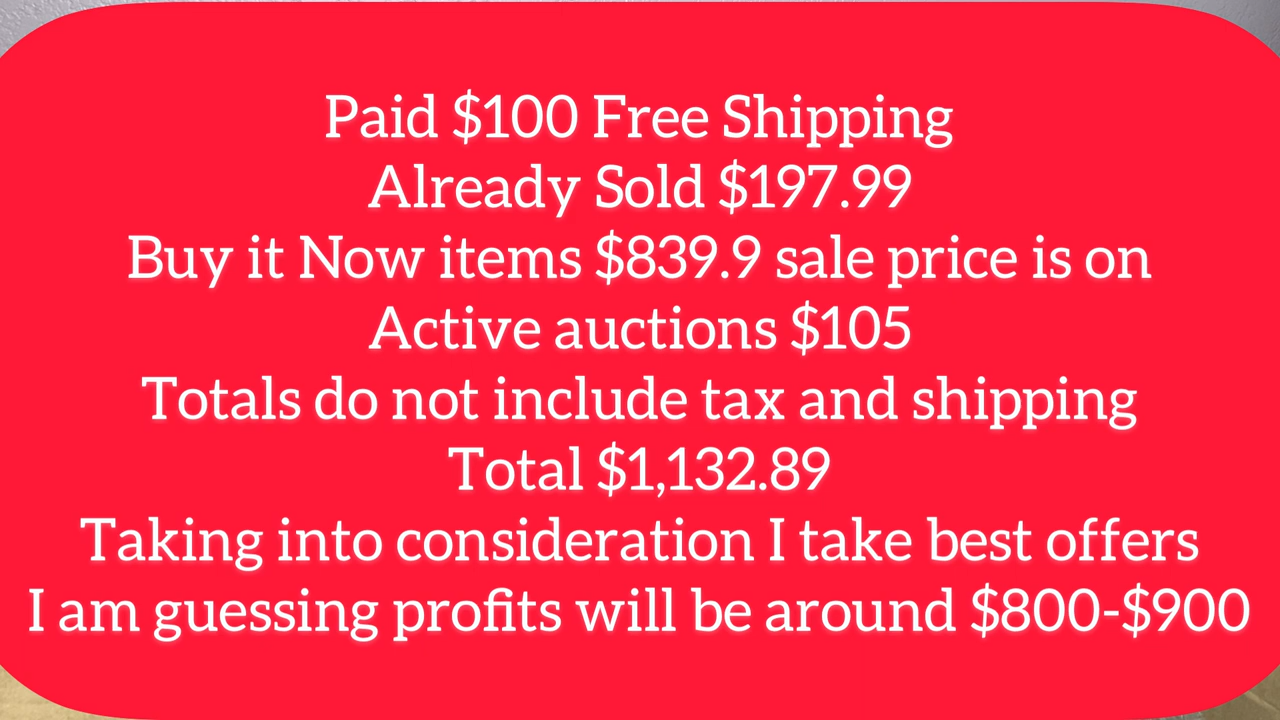 Paid $100 Free Shipping
Already Sold $197.99
Buy it Now items $839.9 sale price is on
Active auctions $105
Totals do not include tax and shipping
Total $1,132.89
Taking into consideration I take best offers
I am guessing profits will be around $800-$900